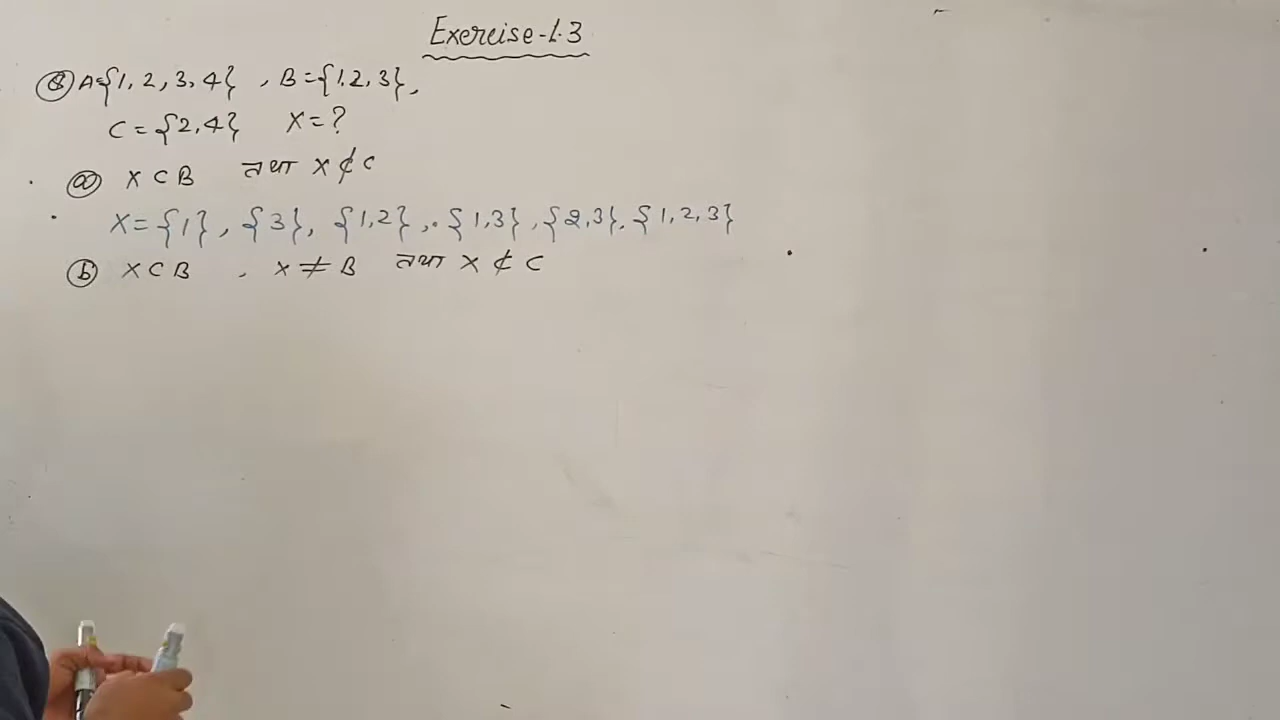 Exercise-1.3
Q A={1, 2, 3, 4} , B={1,2,3},
C = {2,4} X=?
a X ⊂ B तथा X ⊄ C
X={1}, {3}, {1,2}, {1,3}, {2,3}, {1,2,3}
b X ⊂ B , X ≠ B तथा X ⊄ C